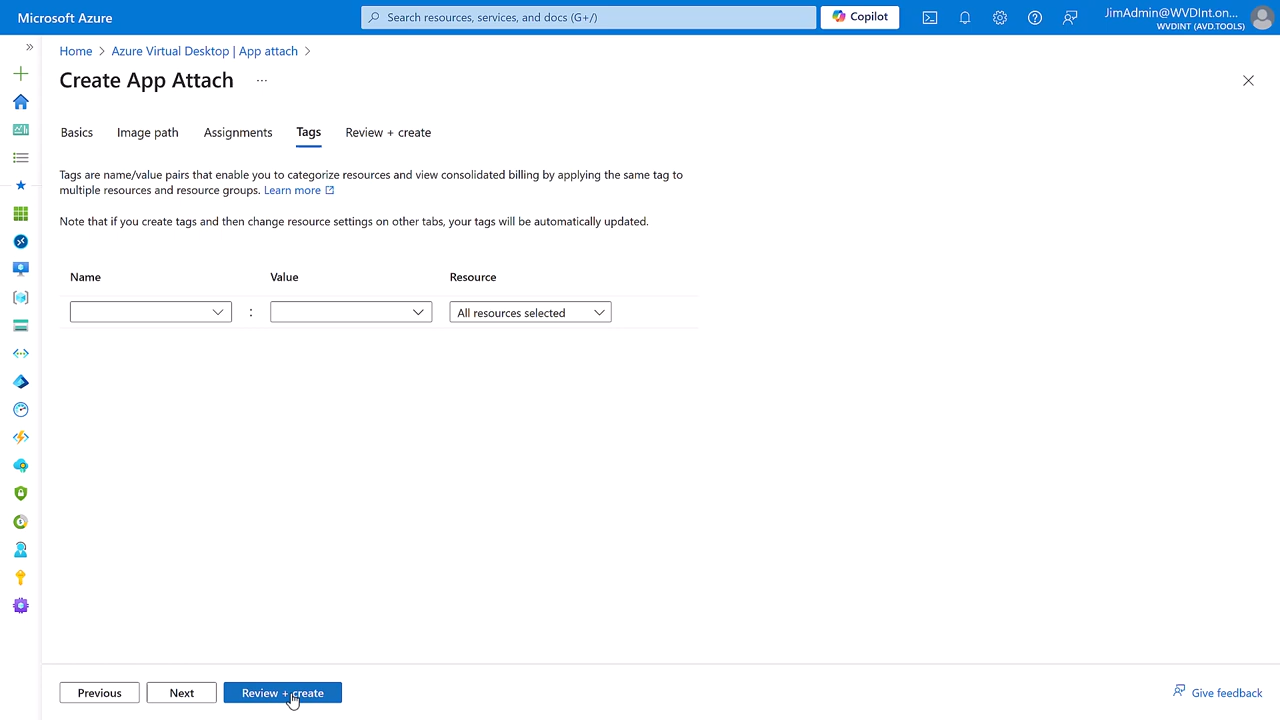 Microsoft Azure
Search resources, services, and docs (G+/)
Copilot
JimAdmin@WVDInt.on...
WVDINT (AVD.TOOLS)
Home > Azure Virtual Desktop | App attach >
Create App Attach ...
Basics
Image path
Assignments
Tags
Review + create
Tags are name/value pairs that enable you to categorize resources and view consolidated billing by applying the same tag to
multiple resources and resource groups. Learn more
Note that if you create tags and then change resource settings on other tabs, your tags will be automatically updated.
Name
Value
Resource
:
All resources selected
Previous
Next
Review + create
Give feedback